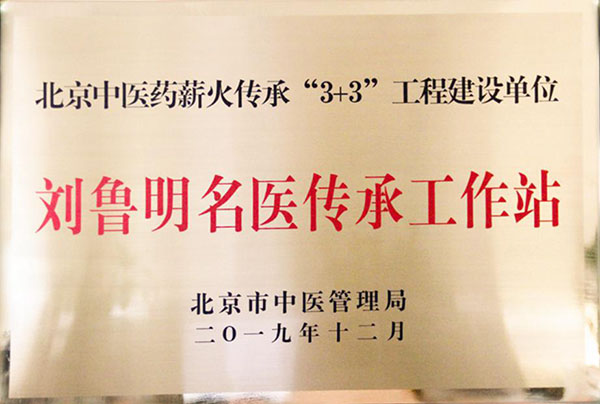 北京中医药薪火传承“3+3”工程建设单位
刘鲁明名医传承工作站
北京市中医管理局
二〇一九年十二月